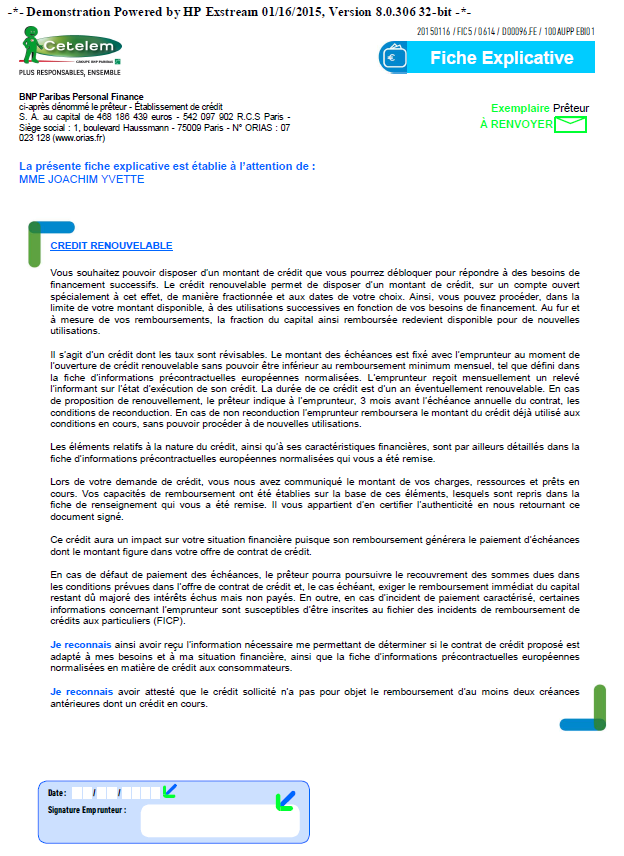 -*- Demonstration Powered by HP Exstream 01/16/2015, Version 8.0.306 32-bit -*-
20150116 / FIC5 / 0614 / D00096.FE / 100AUPP EBI01
Cetelem
GROUPE BNP PARIBAS
PLUS RESPONSABLES, ENSEMBLE
Fiche Explicative
BNP Paribas Personal Finance
ci-après dénommé le prêteur - Établissement de crédit
S. A. au capital de 468 186 439 euros - 542 097 902 R.C.S Paris -
Siège social : 1, boulevard Haussmann - 75009 Paris - N° ORIAS : 07
023 128 (www.orias.fr)
Exemplaire Prêteur
À RENVOYER
La présente fiche explicative est établie à l'attention de :
MME JOACHIM YVETTE
CREDIT RENOUVELABLE
Vous souhaitez pouvoir disposer d'un montant de crédit que vous pourrez débloquer pour répondre à des besoins de
financement successifs. Le crédit renouvelable permet de disposer d'un montant de crédit, sur un compte ouvert
spécialement à cet effet, de manière fractionnée et aux dates de votre choix. Ainsi, vous pouvez procéder, dans la
limite de votre montant disponible, à des utilisations successives en fonction de vos besoins de financement. Au fur et
à mesure de vos remboursements, la fraction du capital ainsi remboursée redevient disponible pour de nouvelles
utilisations.
Il s'agit d'un crédit dont les taux sont révisables. Le montant des échéances est fixé avec l'emprunteur au moment de
l'ouverture de crédit renouvelable sans pouvoir être inférieur au remboursement minimum mensuel, tel que défini dans
la fiche d'informations précontractuelles européennes normalisées. L'emprunteur reçoit mensuellement un relevé
l'informant sur l'état d'exécution de son crédit. La durée de ce crédit est d'un an éventuellement renouvelable. En cas
de proposition de renouvellement, le prêteur indique à l'emprunteur, 3 mois avant l'échéance annuelle du contrat, les
conditions de reconduction. En cas de non reconduction l'emprunteur remboursera le montant du crédit déjà utilisé aux
conditions en cours, sans pouvoir procéder à de nouvelles utilisations.
Les éléments relatifs à la nature du crédit, ainsi qu'à ses caractéristiques financières, sont par ailleurs détaillés dans la
fiche d'informations précontractuelles européennes normalisées qui vous a été remise.
Lors de votre demande de crédit, vous nous avez communiqué le montant de vos charges, ressources et prêts en
cours. Vos capacités de remboursement ont été établies sur la base de ces éléments, lesquels sont repris dans la
fiche de renseignement qui vous a été remise. Il vous appartient d'en certifier l'authenticité en nous retournant ce
document signé.
Ce crédit aura un impact sur votre situation financière puisque son remboursement générera le paiement d'échéances
dont le montant figure dans votre offre de contrat de crédit.
En cas de défaut de paiement des échéances, le prêteur pourra poursuivre le recouvrement des sommes dues dans
les conditions prévues dans l'offre de contrat de crédit et, le cas échéant, exiger le remboursement immédiat du capital
restant dû majoré des intérêts échus mais non payés. En outre, en cas d'incident de paiement caractérisé, certaines
informations concernant l'emprunteur sont susceptibles d'être inscrites au fichier des incidents de remboursement de
crédits aux particuliers (FICP).
Je reconnais ainsi avoir reçu l'information nécessaire me permettant de déterminer si le contrat de crédit proposé est
adapté à mes besoins et à ma situation financière, ainsi que la fiche d'informations précontractuelles européennes
normalisées en matière de crédit aux consommateurs.
Je reconnais avoir attesté que le crédit sollicité n'a pas pour objet le remboursement d'au moins deux créances
antérieures dont un crédit en cours.
Date : / /
Signature Emprunteur :